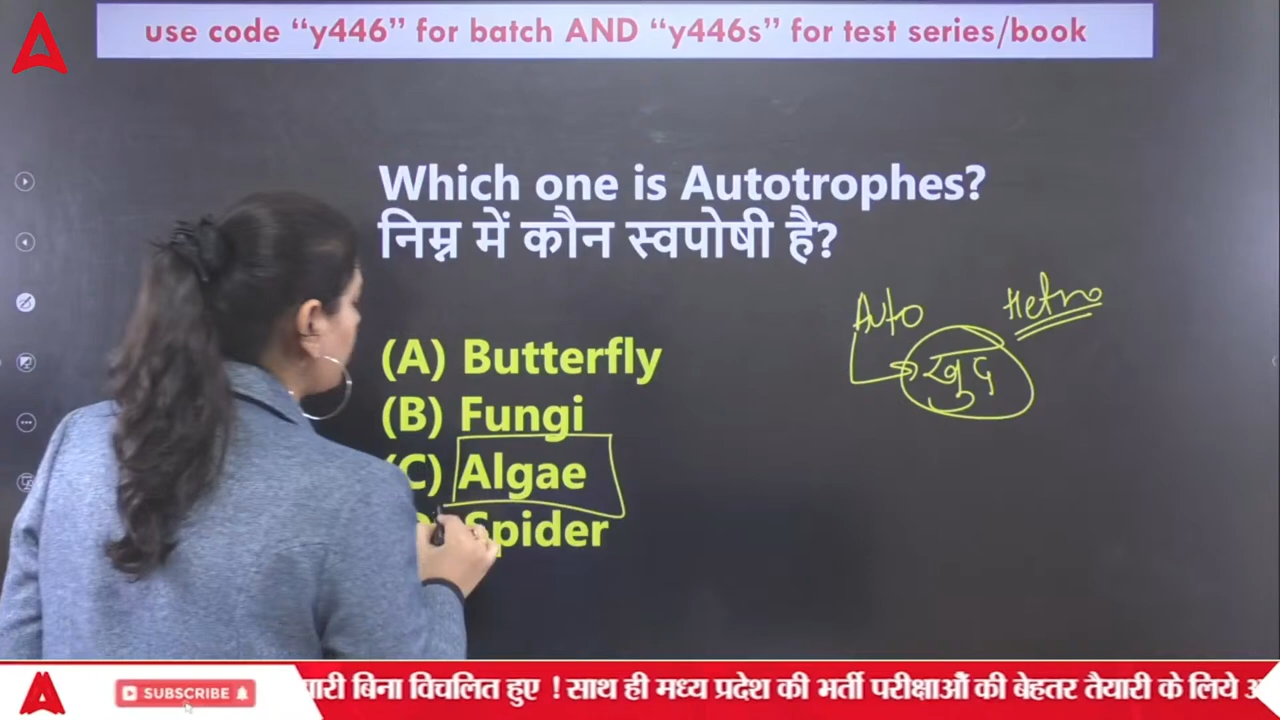 use code “y446” for batch AND “y446s” for test series/book
Which one is Autotrophes?
निम्न में कौन स्वपोषी है?
Auto
Hetro
खुद
(A) Butterfly
(B) Fungi
(C) Algae
Spider
SUBSCRIBE
बिना विचलित हुए ! साथ ही मध्य प्रदेश की भर्ती परीक्षाओं की बेहतर तैयारी के लिये